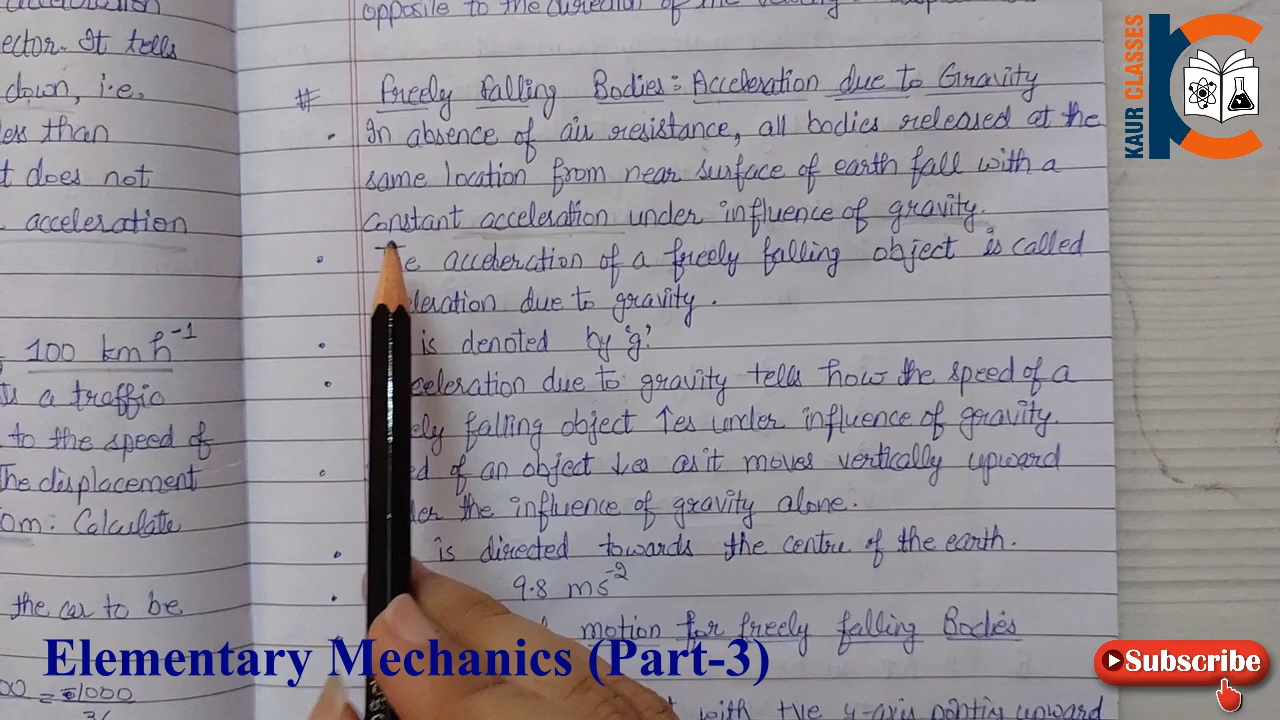 acceleration
ector. It tells
down, i.e.
less than
t does not
acceleration
100 km h⁻¹
is a traffic
to the speed of
The displacement
om: Calculate
the car to be
= 1000
opposite to the direction of the
# Freely Falling Bodies: Acceleration due to Gravity
• In absence of air resistance, all bodies released at the
same location from near surface of earth fall with a
constant acceleration under influence of gravity.
• e acceleration of a freely falling object is called
leration due to gravity.
• is denoted by 'g'.
• celeration due to gravity tells how the speed of a
ely falling object ↑es under influence of gravity.
• ed of an object ↓es as it moves vertically upward
der the influence of gravity alone.
• is directed towards the centre of the earth.
• 9.8 ms⁻²
motion for freely falling Bodies
with +ve y-axis pointing upward
KAUR CLASSES
Elementary Mechanics (Part-3)
Subscribe